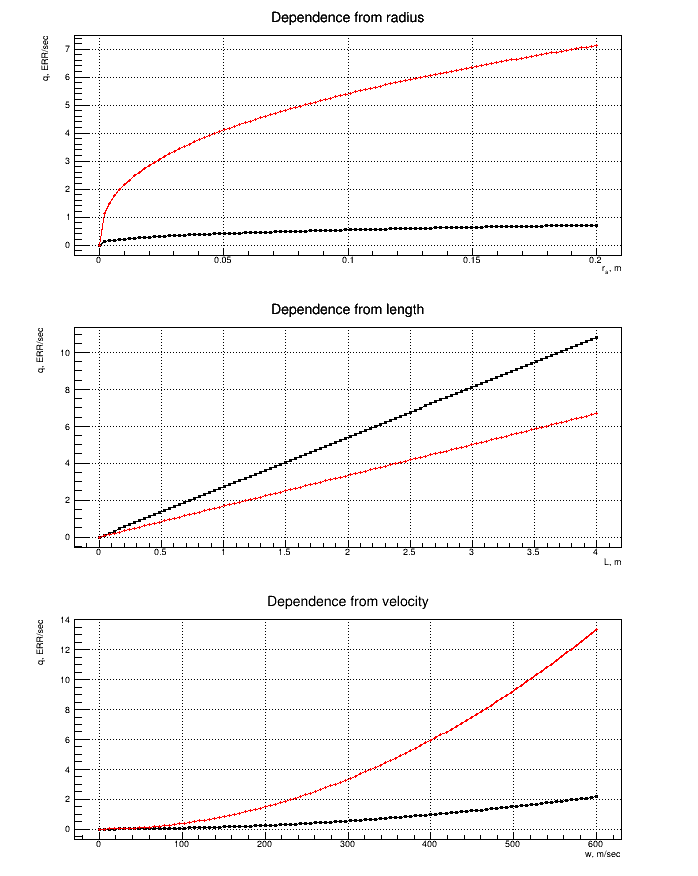 Dependence from radius
q, ERR/sec
7
6
5
4
3
2
1
0
0 0.05 0.1 0.15 0.2
r_s, m
Dependence from length
q, ERR/sec
10
8
6
4
2
0
0 0.5 1 1.5 2 2.5 3 3.5 4
L, m
Dependence from velocity
q, ERR/sec
14
12
10
8
6
4
2
0
0 100 200 300 400 500 600
w, m/sec